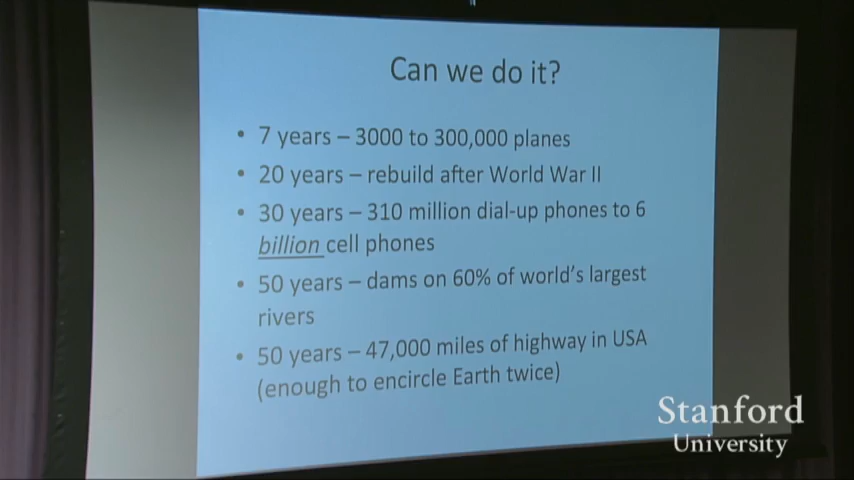 Can we do it?
• 7 years – 3000 to 300,000 planes
• 20 years – rebuild after World War II
• 30 years – 310 million dial-up phones to 6
billion cell phones
• 50 years – dams on 60% of world's largest
rivers
• 50 years – 47,000 miles of highway in USA
(enough to encircle Earth twice)
Stanford
University